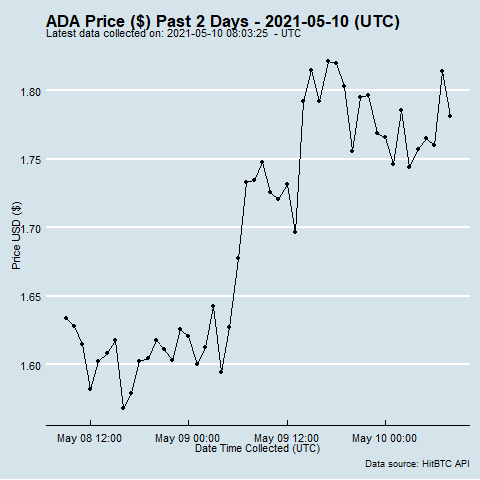 ADA Price ($) Past 2 Days - 2021-05-10 (UTC)
Latest data collected on: 2021-05-10 08:03:25 - UTC
Price USD ($)
1.80
1.75
1.70
1.65
1.60
May 08 12:00
May 09 00:00
May 09 12:00
May 10 00:00
Date Time Collected (UTC)
Data source: HitBTC API